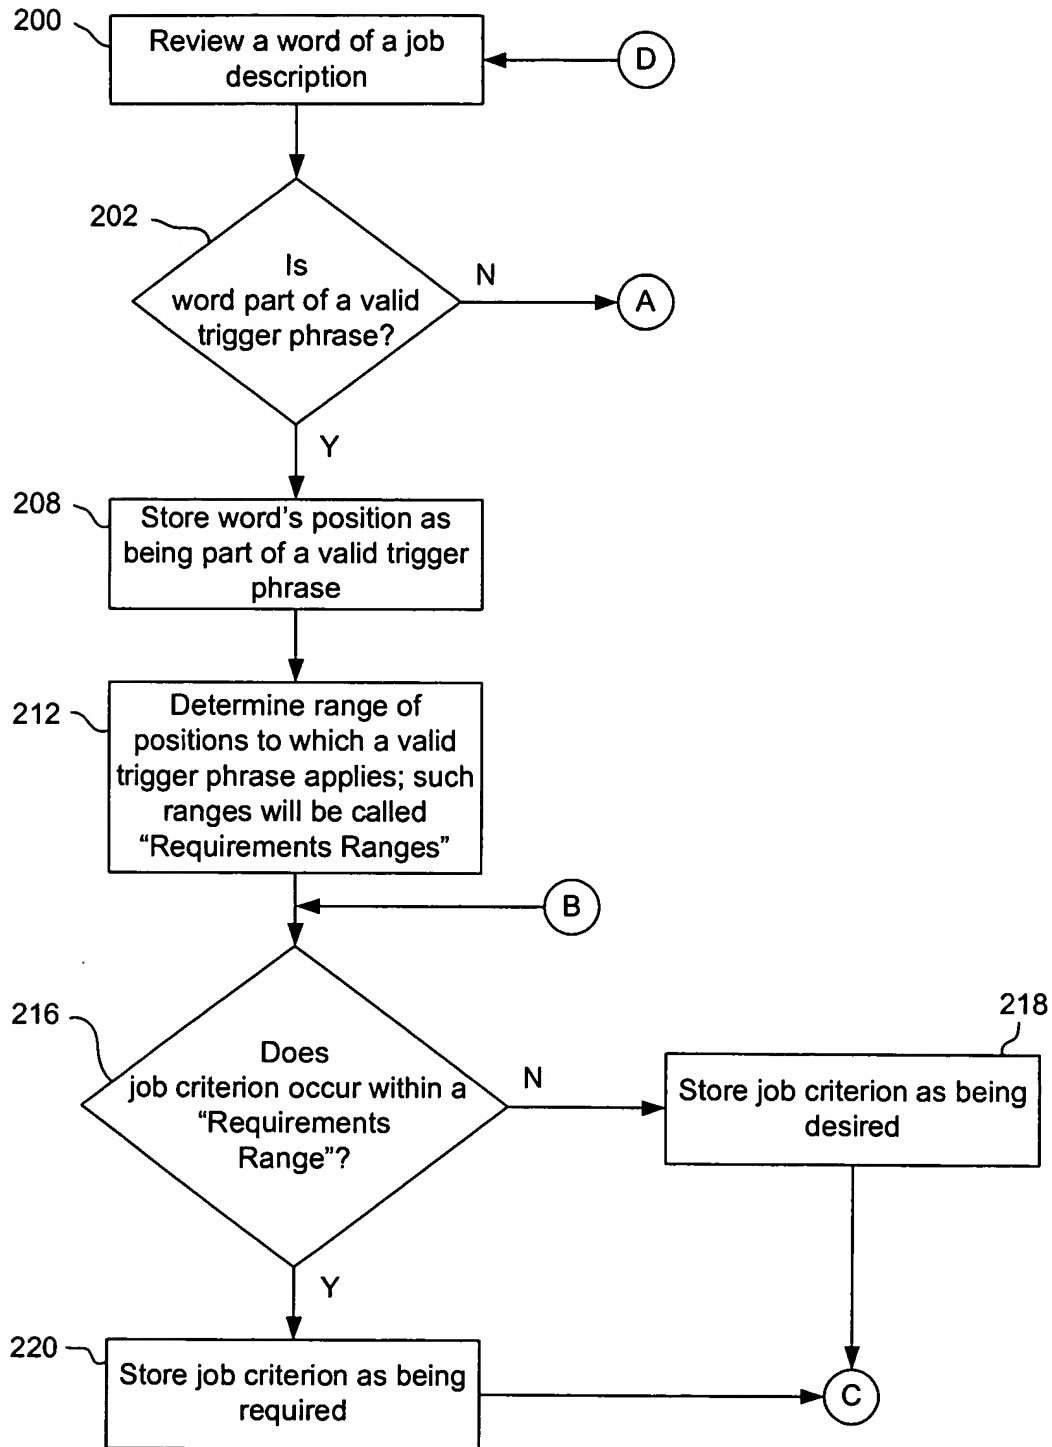 200
Review a word of a job
description
D
202
Is
word part of a valid
trigger phrase?
N
A
Y
208
Store word's position as
being part of a valid trigger
phrase
212
Determine range of
positions to which a valid
trigger phrase applies; such
ranges will be called
“Requirements Ranges”
B
216
Does
job criterion occur within a
“Requirements
Range”?
N
218
Store job criterion as being
desired
Y
220
Store job criterion as being
required
C